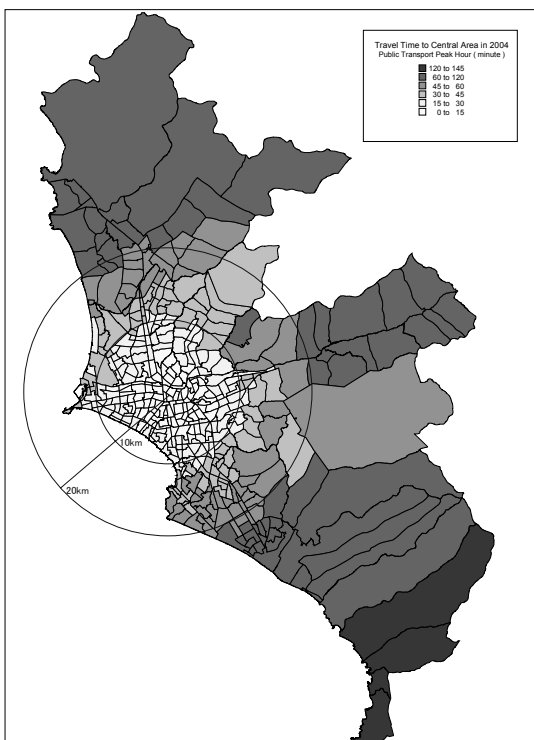 Travel Time to Central Area in 2004
Public Transport Peak Hour ( minute )
120 to 145
60 to 120
45 to 60
30 to 45
15 to 30
0 to 15
10km
20km